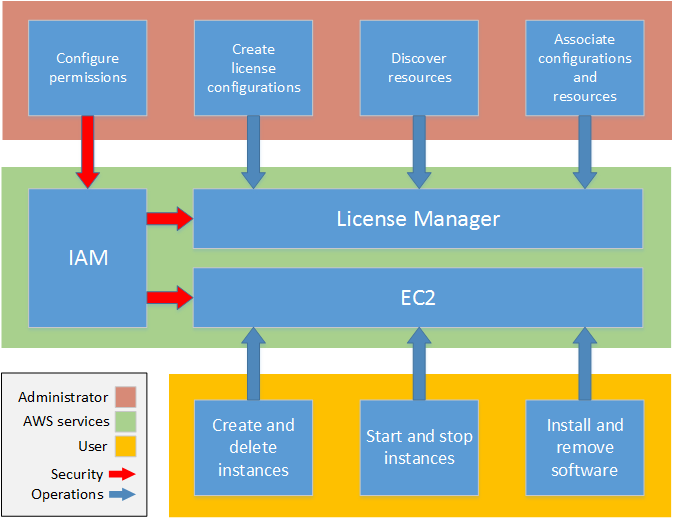 Configure
permissions
Create
license
configurations
Discover
resources
Associate
configurations
and
resources
IAM
License Manager
EC2
Create and
delete
instances
Start and stop
instances
Install and
remove
software
Administrator
AWS services
User
Security
Operations